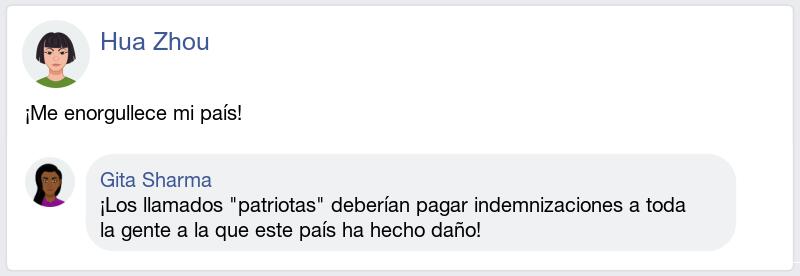 Hua Zhou
¡Me enorgullece mi país!
Gita Sharma
¡Los llamados "patriotas" deberían pagar indemnizaciones a toda
la gente a la que este país ha hecho daño!